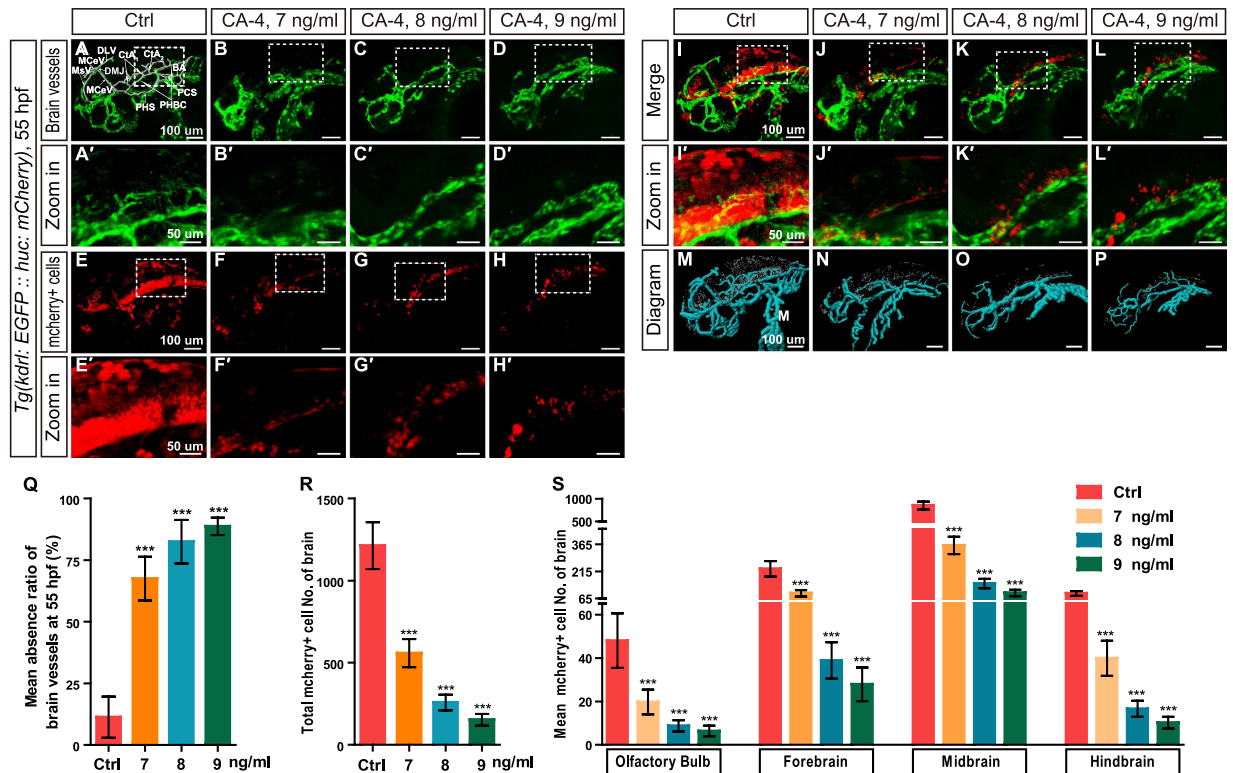 Ctrl CA-4, 7 ng/ml CA-4, 8 ng/ml CA-4, 9 ng/ml
Tg(kdrl: EGFP :: huc: mCherry), 55 hpf
Brain vessels
A DLV CtA CtA MCeV MsV DMJ BA MCeV PCS PHBC PHS 100 um
B
C
D
Zoom in
A′ 50 um
B′
C′
D′
mcherry+ cells
E 100 um
F
G
H
Zoom in
E′ 50 um
F′
G′
H′
Ctrl CA-4, 7 ng/ml CA-4, 8 ng/ml CA-4, 9 ng/ml
Merge
I 100 um
J
K
L
Zoom in
I′ 50 um
J′
K′
L′
Diagram
M M 100 um
N
O
P
Q
Mean absence ratio of
brain vessels at 55 hpf (%)
100
75
50
25
0
*** *** ***
Ctrl 7 8 9 ng/ml
R
Total mcherry+ cell No. of brain
1500
1000
500
0
*** *** ***
Ctrl 7 8 9 ng/ml
S
Mean mcherry+ cell No. of brain
1000
500
365
215
65
60
40
20
0
*** *** ***
*** *** ***
*** *** ***
*** *** ***
Olfactory Bulb Forebrain Midbrain Hindbrain
Ctrl
7 ng/ml
8 ng/ml
9 ng/ml